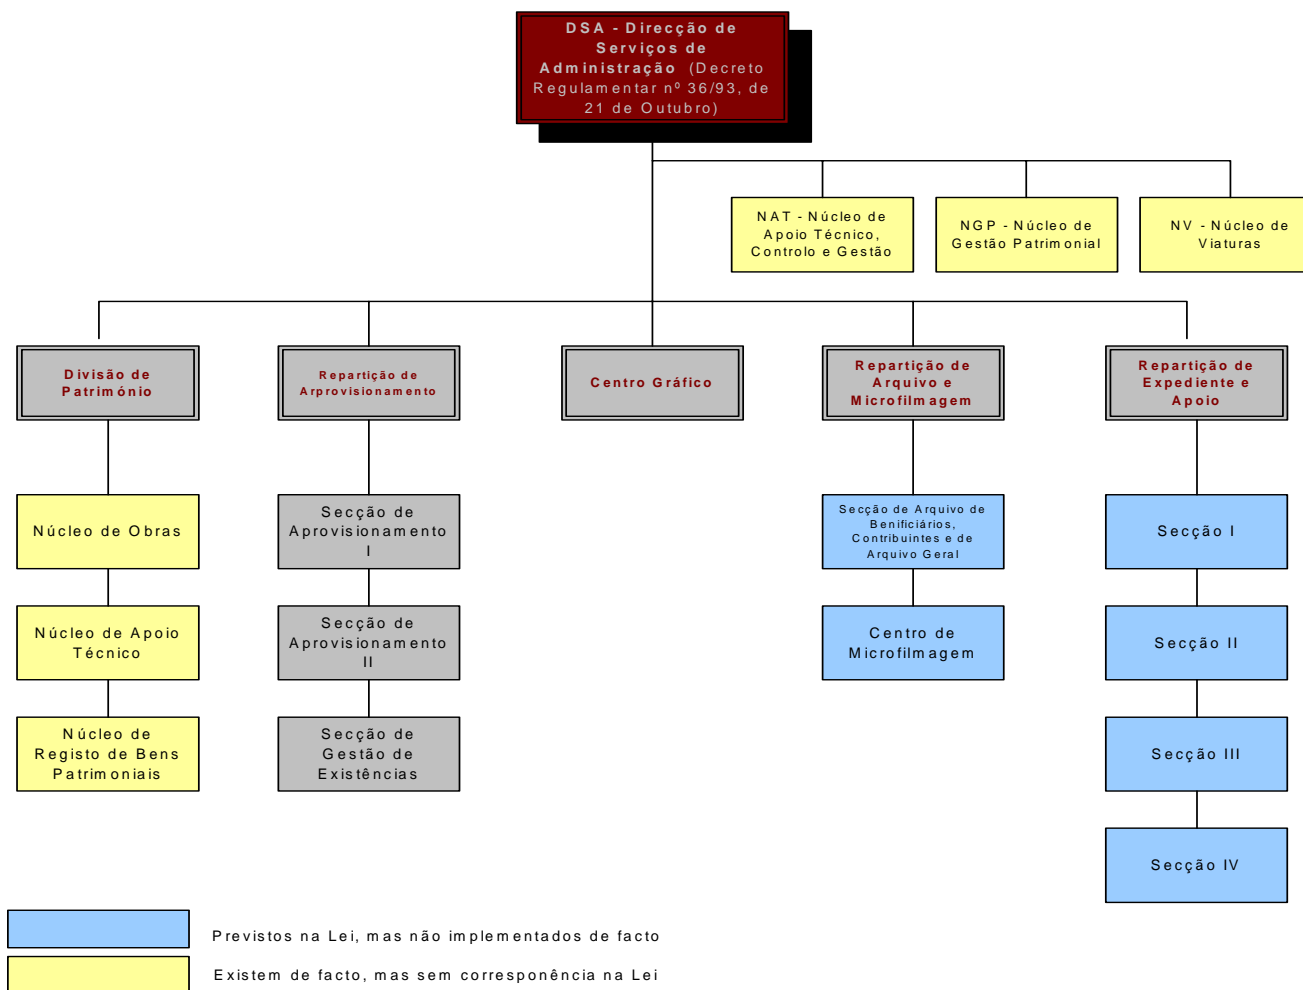 DSA - Direcção de
Serviços de
Administração (Decreto
Regulamentar nº 36/93, de
21 de Outubro)
NAT - Núcleo de
Apoio Técnico,
Controlo e Gestão
NGP - Núcleo de
Gestão Patrimonial
NV - Núcleo de
Viaturas
Divisão de
Património
Repartição de
Arprovisionamento
Centro Gráfico
Repartição de
Arquivo e
Microfilmagem
Repartição de
Expediente e
Apoio
Núcleo de Obras
Secção de
Aprovisionamento
I
Secção de Arquivo de
Benificiários,
Contribuintes e de
Arquivo Geral
Secção I
Núcleo de Apoio
Técnico
Secção de
Aprovisionamento
II
Centro de
Microfilmagem
Secção II
Núcleo de
Registo de Bens
Patrimoniais
Secção de
Gestão de
Existências
Secção III
Secção IV
Previstos na Lei, mas não implementados de facto
Existem de facto, mas sem corresponência na Lei